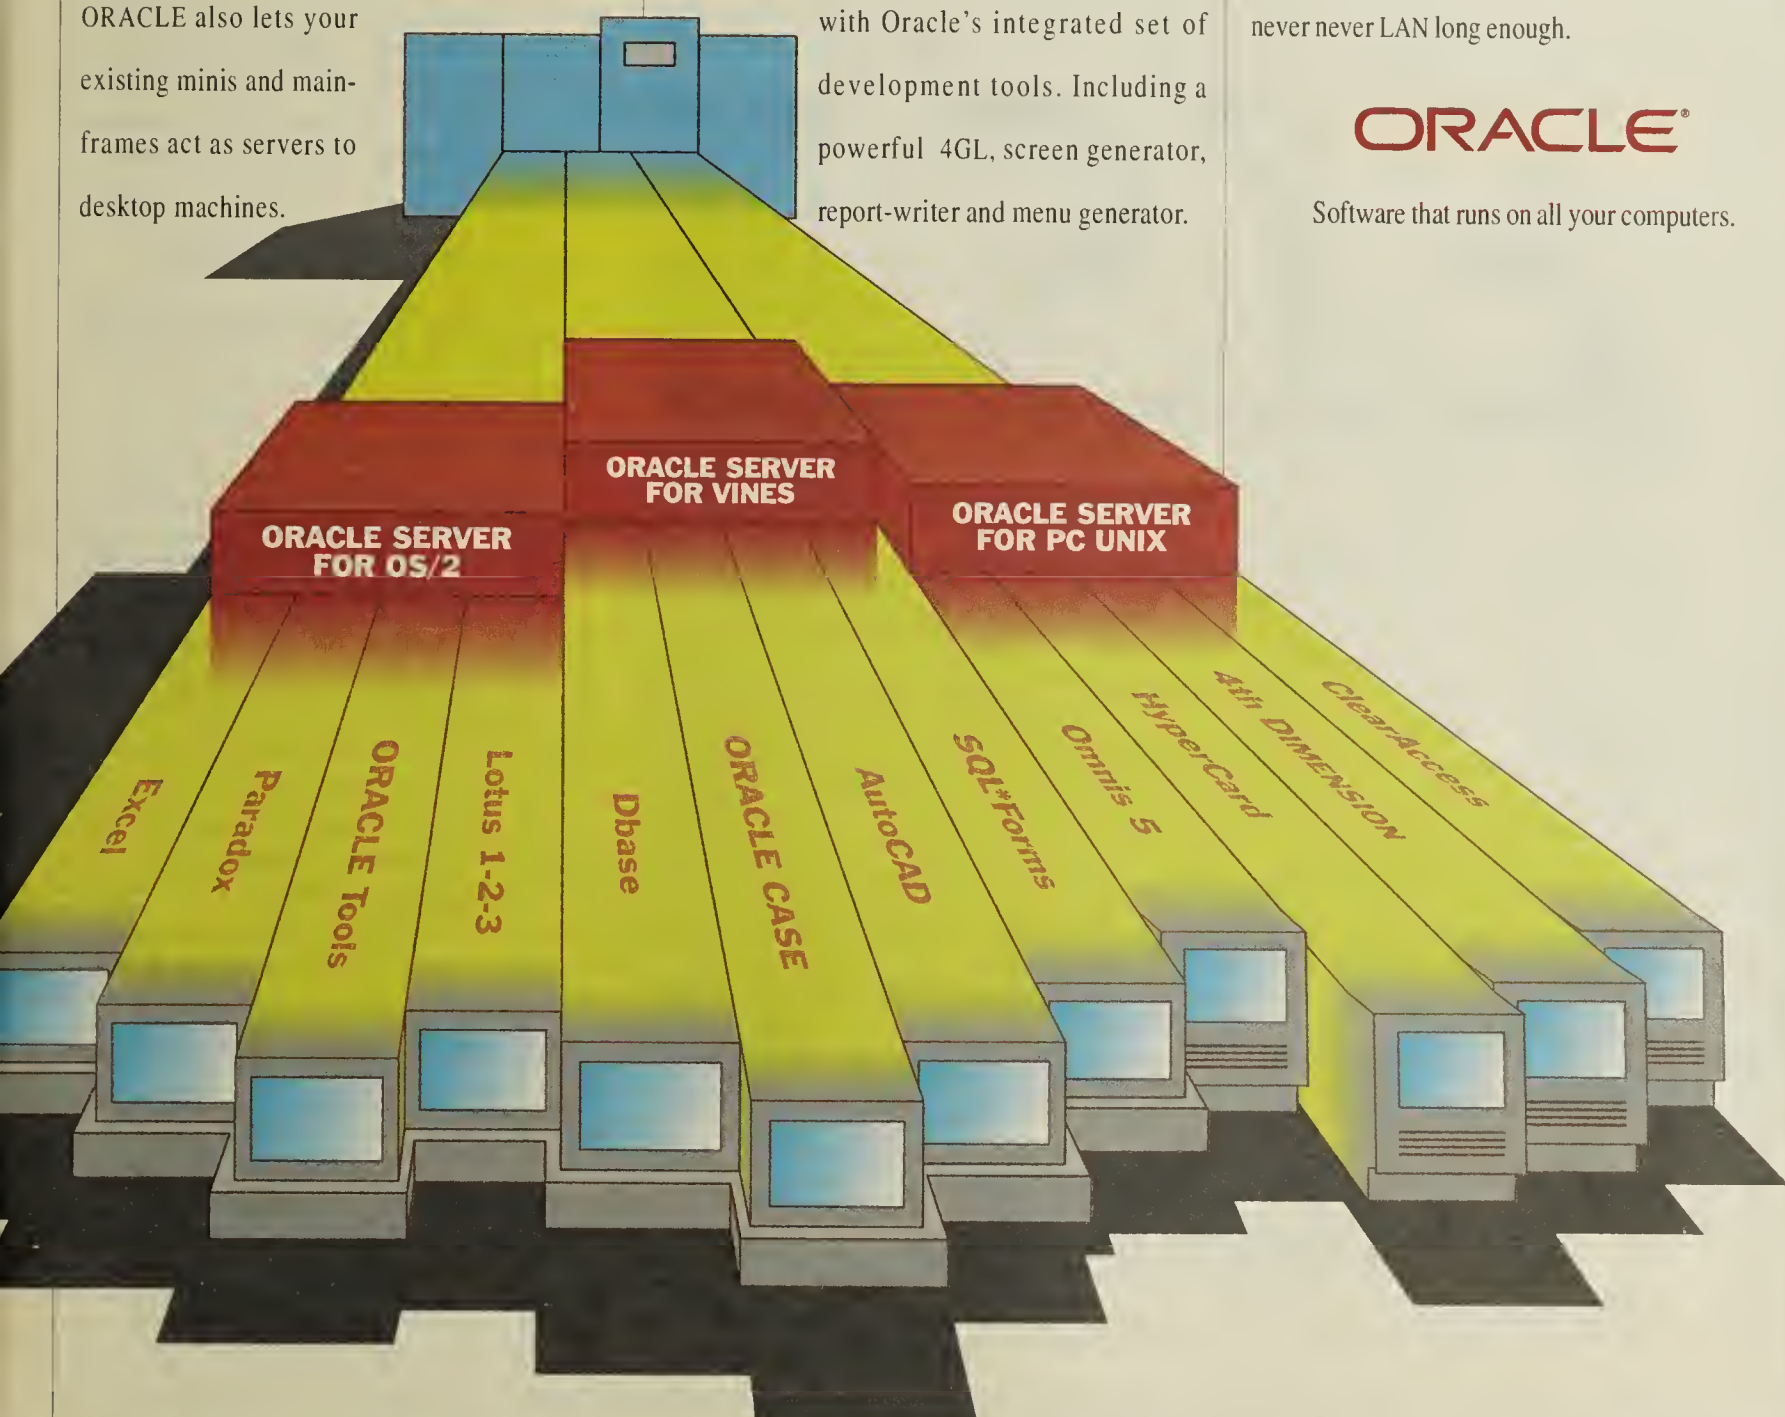 ORACLE also lets your
existing minis and main-
frames act as servers to
desktop machines.
with Oracle's integrated set of
development tools. Including a
powerful 4GL, screen generator,
report-writer and menu generator.
never never LAN long enough.
ORACLE®
Software that runs on all your computers.
ORACLE SERVER
FOR OS/2
ORACLE SERVER
FOR VINES
ORACLE SERVER
FOR PC UNIX
Excel
Paradox
ORACLE Tools
Lotus 1-2-3
Dbase
ORACLE CASE
AutoCAD
SQL*Forms
Omnis 5
HyperCard
4th DIMENSION
ClearAccess